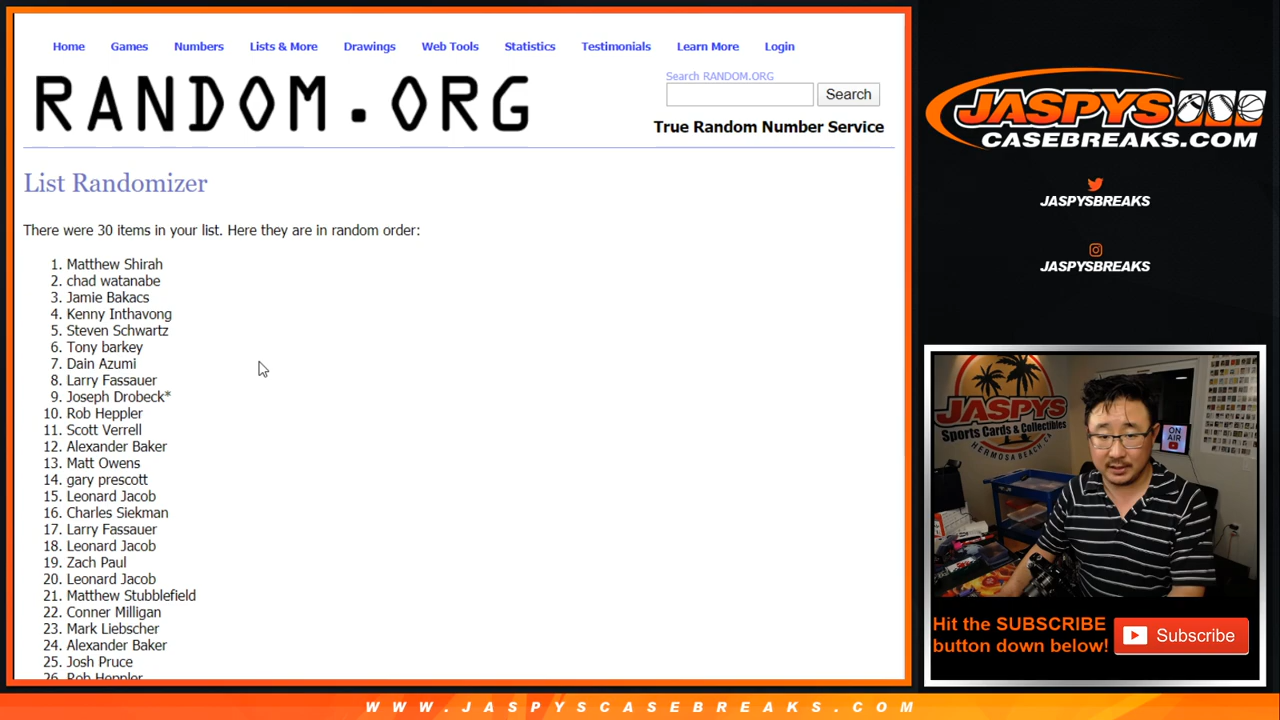 Home Games Numbers Lists & More Drawings Web Tools Statistics Testimonials Learn More Login
RANDOM.ORG
Search RANDOM.ORG
Search
True Random Number Service
List Randomizer
There were 30 items in your list. Here they are in random order:
1. Matthew Shirah
2. chad watanabe
3. Jamie Bakacs
4. Kenny Inthavong
5. Steven Schwartz
6. Tony barkey
7. Dain Azumi
8. Larry Fassauer
9. Joseph Drobeck*
10. Rob Heppler
11. Scott Verrell
12. Alexander Baker
13. Matt Owens
14. gary prescott
15. Leonard Jacob
16. Charles Siekman
17. Larry Fassauer
18. Leonard Jacob
19. Zach Paul
20. Leonard Jacob
21. Matthew Stubblefield
22. Conner Milligan
23. Mark Liebscher
24. Alexander Baker
25. Josh Pruce
26. Rob Heppler
JASPYS
CASEBREAKS.COM
JASPYSBREAKS
JASPYSBREAKS
JASPYS
Sports Cards & Collectibles
HERMOSA BEACH, CA
ON
AIR
Hit the SUBSCRIBE
button down below!
Subscribe
WWW.JASPYSCASEBREAKS.COM